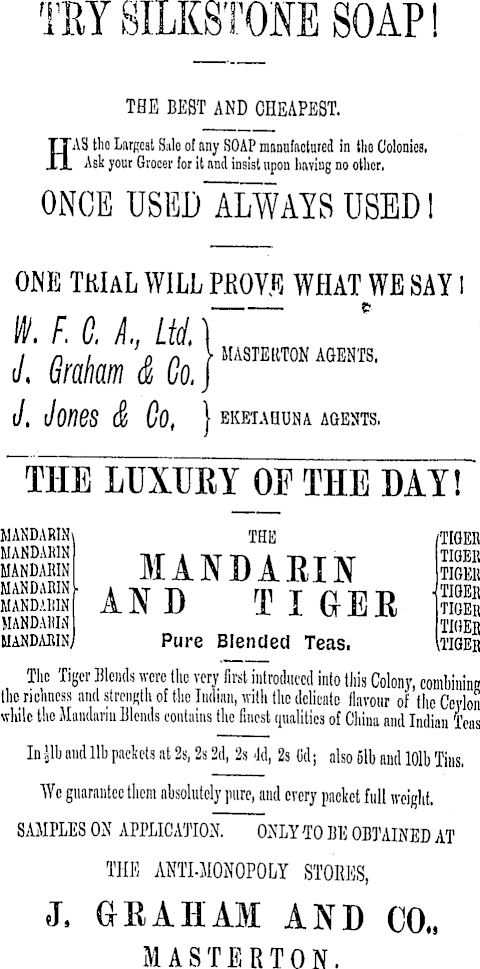 TRY SILKSTONE SOAP!
THE BEST AND CHEAPEST.
HAS the Largest Sale of any SOAP manufactured in the Colonies.
Ask your Grocer for it and insist upon having no other.
ONCE USED ALWAYS USED!
ONE TRIAL WILL PROVE WHAT WE SAY!
W. F. C. A., Ltd.
J. Graham & Co. } MASTERTON AGENTS.
J. Jones & Co, } EKETAHUNA AGENTS.
THE LUXURY OF THE DAY!
MANDARIN THE TIGER
MANDARIN TIGER
MANDARIN MANDARIN TIGER
MANDARIN TIGER
MANDARIN AND TIGER TIGER
MANDARIN TIGER
MANDARIN Pure Blended Teas. TIGER
The Tiger Blends were the very first introduced into this Colony, combining
the richness and strength of the Indian, with the delicate flavour of the Ceylon
while the Mandarin Blends contains the finest qualities of China and Indian Teas
In ½lb and 1lb packets at 2s, 2s 2d, 2s 4d, 2s 6d; also 5lb and 10lb Tins.
We guarantee them absolutely pure, and every packet full weight.
SAMPLES ON APPLICATION. ONLY TO BE OBTAINED AT
THE ANTI-MONOPOLY STORES,
J. GRAHAM AND CO.,
MASTERTON.